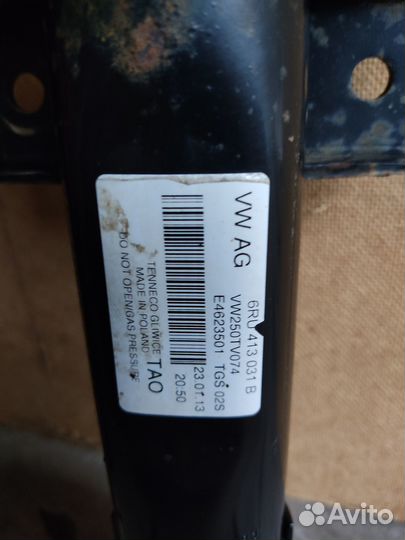 VW AG
6RU 413 031 B
VW250TV074
E4623501 TGS 02S
23.01.13
20:50
TAO
TENNECO GLIWICE
MADE IN POLAND
DO NOT OPEN/GAS PRESSURE
Avito